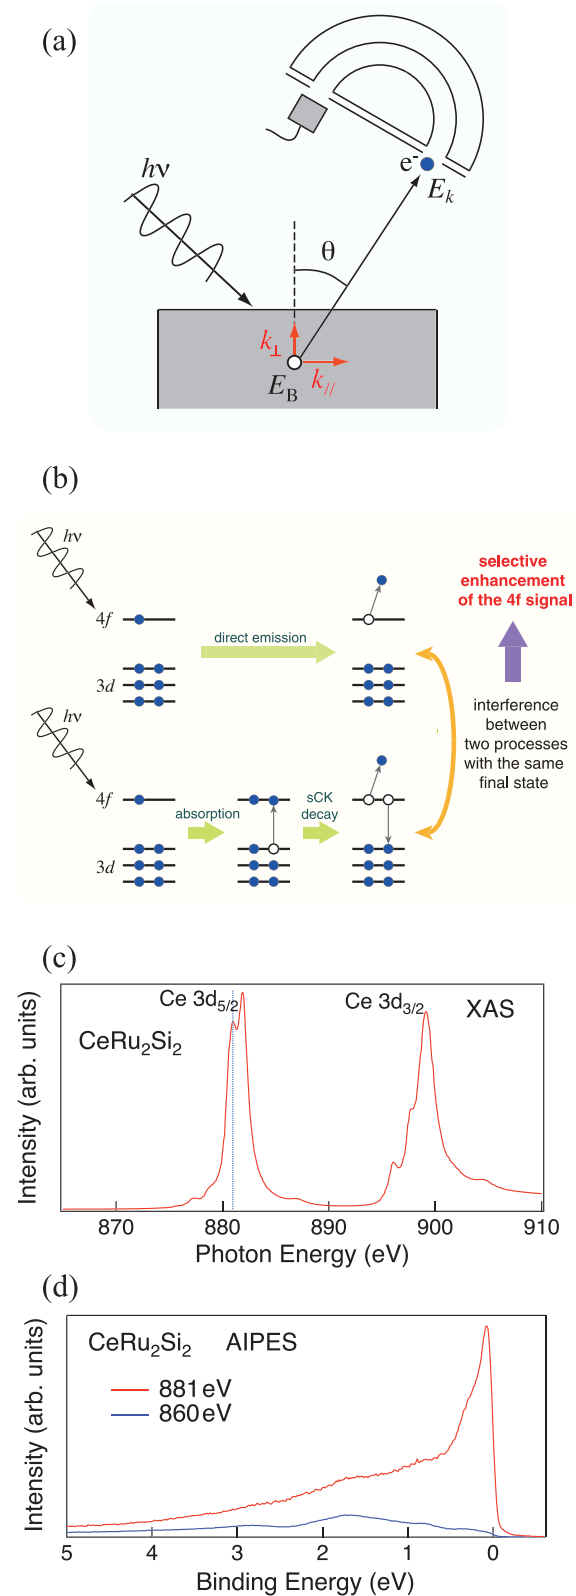 (a)
hν
e-
Ek
θ
k⊥
EB
k//
(b)
hν
4f
direct emission
3d
selective
enhancement
of the 4f signal
hν
interference
between
two processes
with the same
final state
4f
absorption
sCK
decay
3d
(c)
Ce 3d5/2
Ce 3d3/2
XAS
CeRu2Si2
Intensity (arb. units)
870
880
890
900
910
Photon Energy (eV)
(d)
CeRu2Si2 AIPES
881 eV
860 eV
Intensity (arb. units)
5
4
3
2
1
0
Binding Energy (eV)